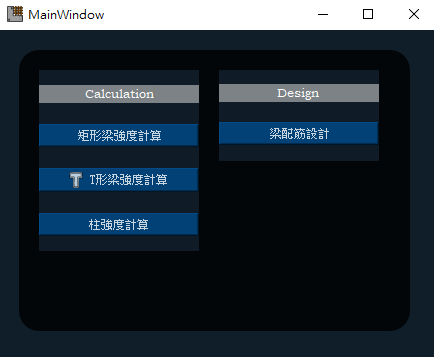 MainWindow
Calculation
矩形梁強度計算
T形梁強度計算
柱強度計算
Design
梁配筋設計